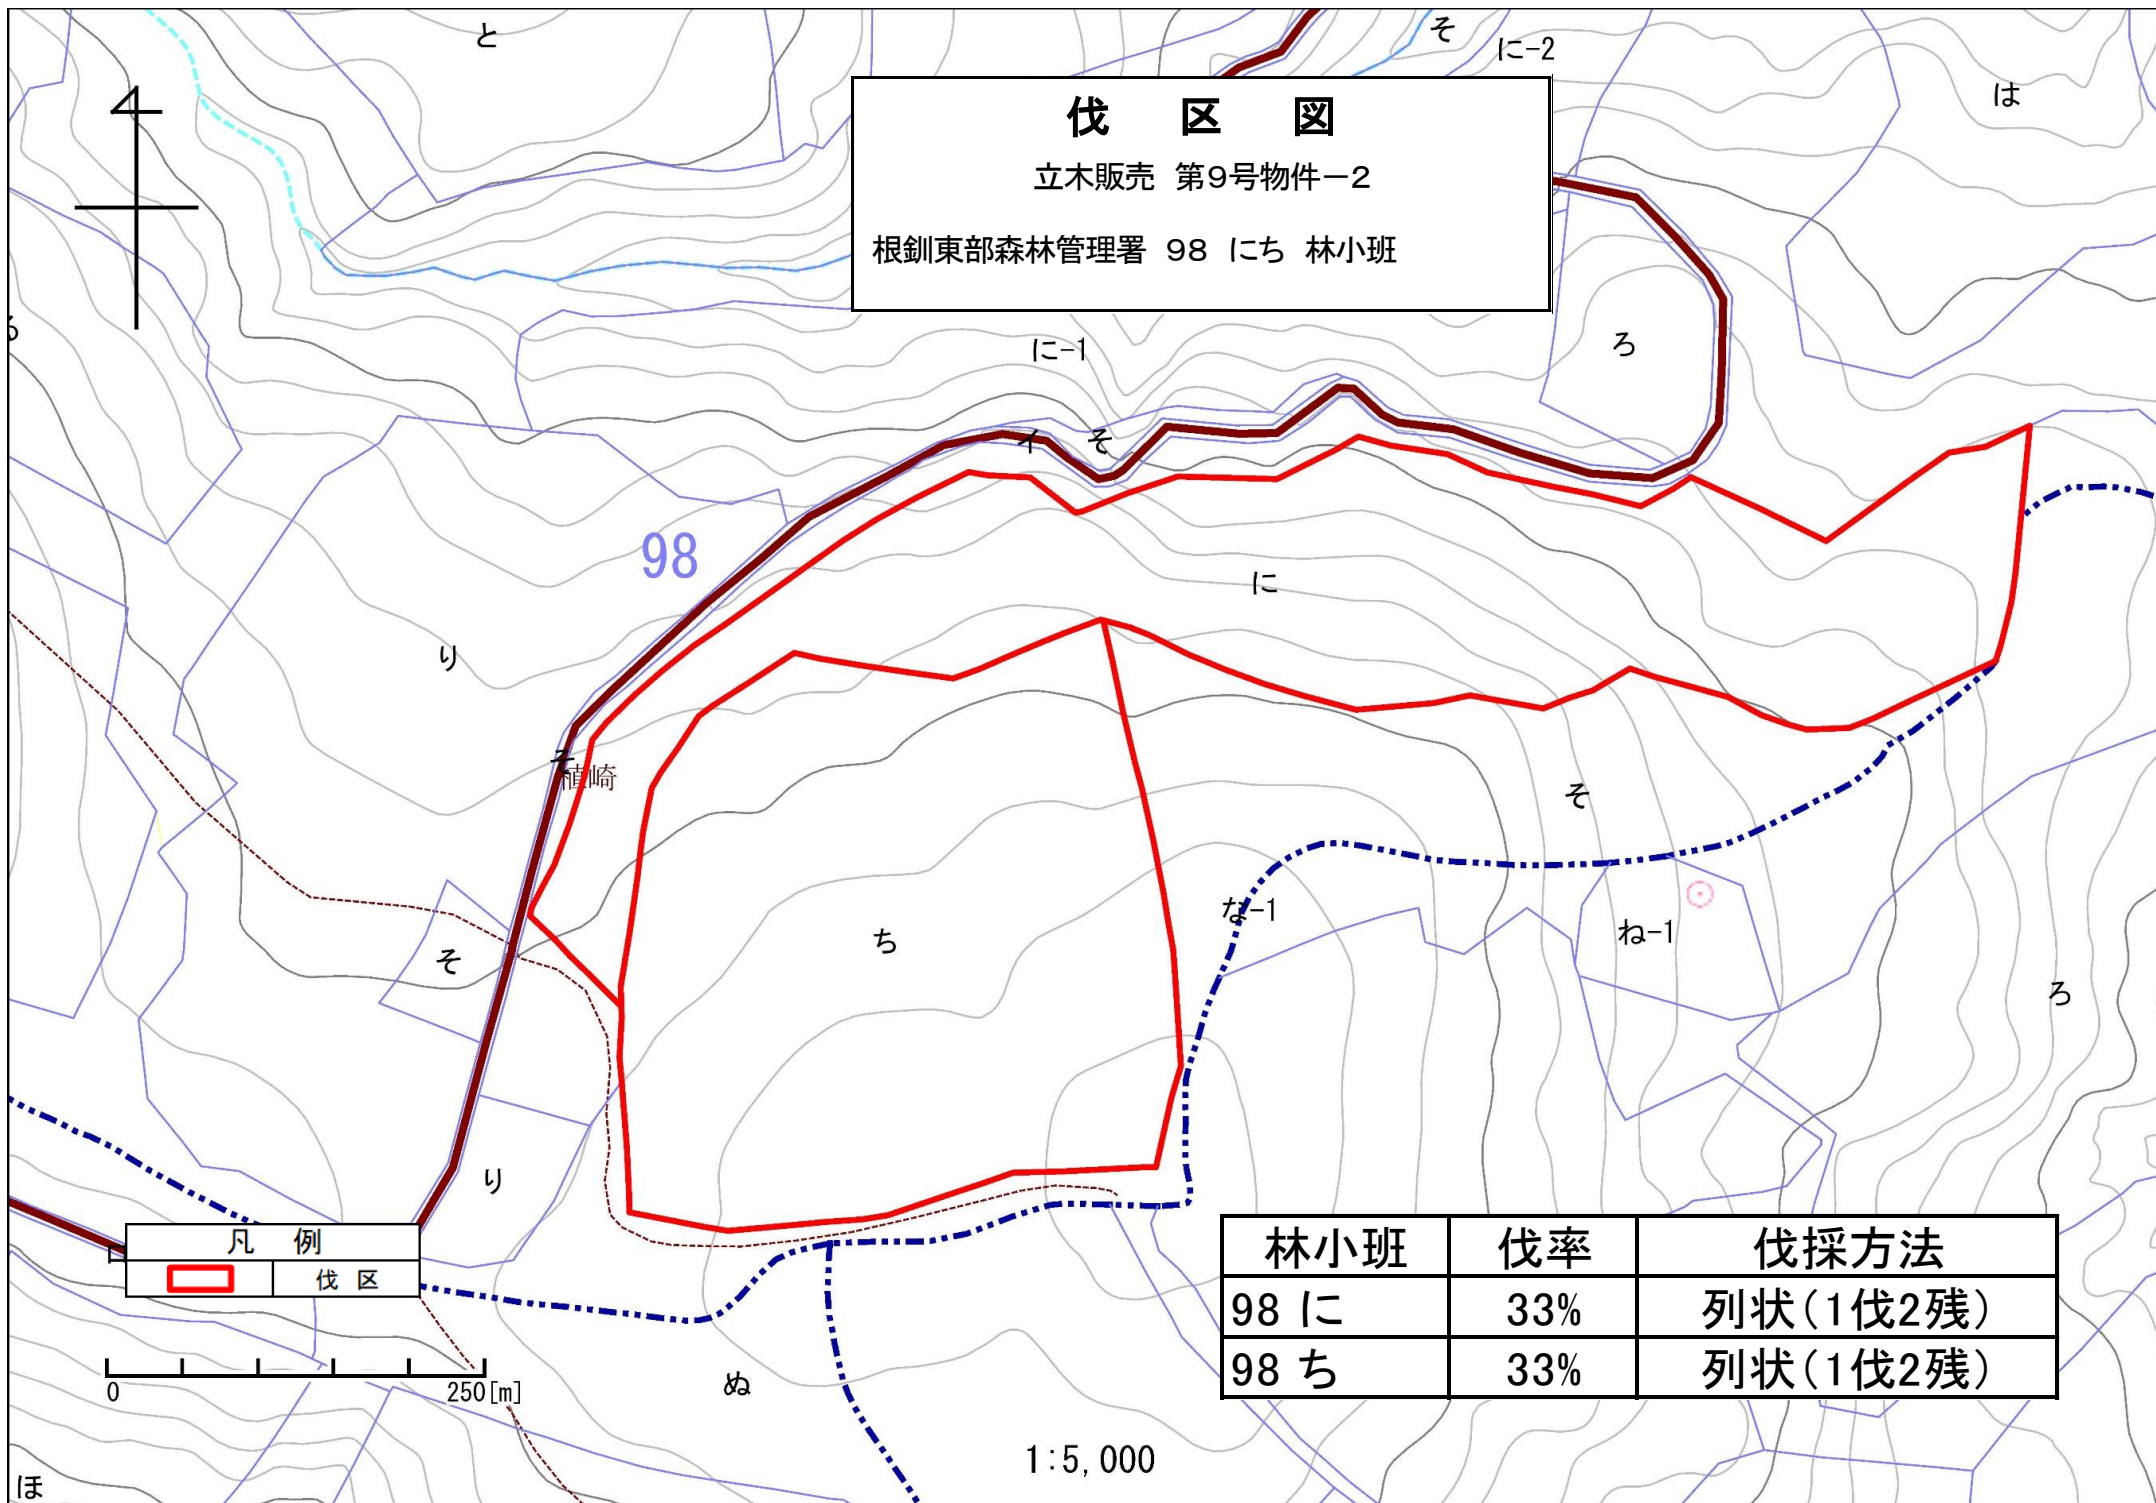 と
そ
に-2
は
伐 区 図
立木販売 第9号物件－2
根釧東部森林管理署 98 にち 林小班
る
に-1
ろ
イ
そ
98
に
り
そ
植崎
そ
ち
な-1
ね-1
そ
ろ
り
凡 例
伐 区
林小班 伐率 伐採方法
98 に 33% 列状(1伐2残)
98 ち 33% 列状(1伐2残)
0 250[m]
ぬ
1:5,000
ほ